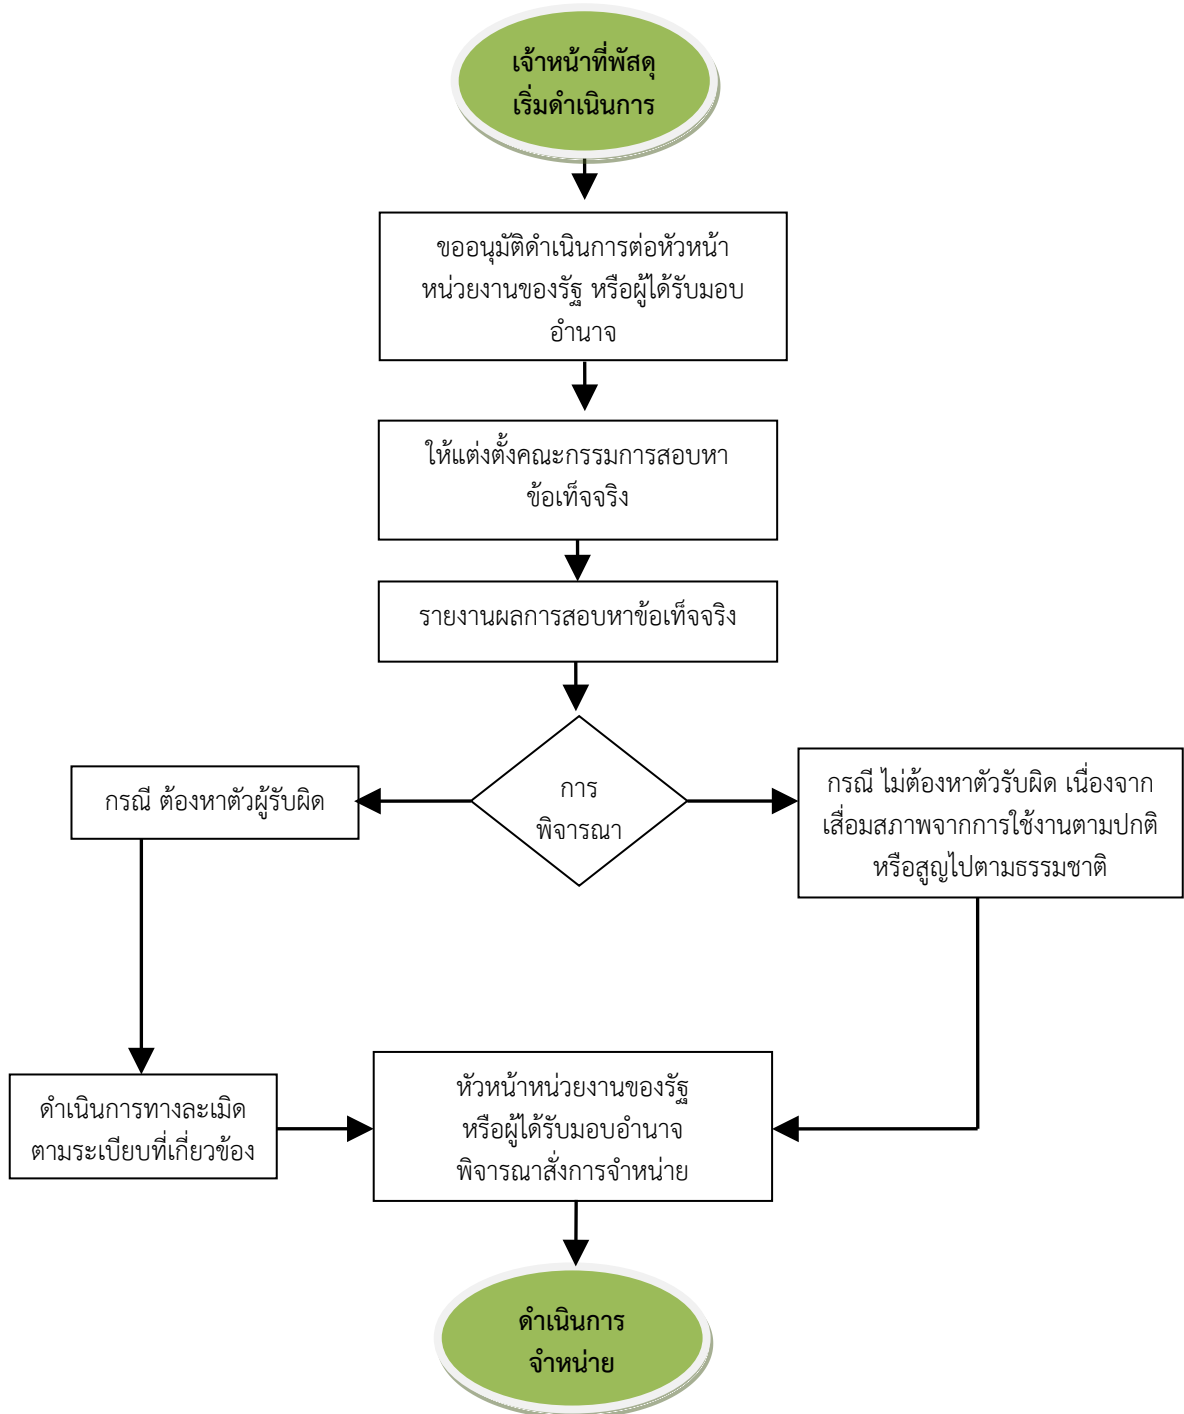 เจ้าหน้าที่พัสดุ
เริ่มดำเนินการ
ขออนุมัติดำเนินการต่อหัวหน้า
หน่วยงานของรัฐ หรือผู้ได้รับมอบ
อำนาจ
ให้แต่งตั้งคณะกรรมการสอบหา
ข้อเท็จจริง
รายงานผลการสอบหาข้อเท็จจริง
การ
พิจารณา
กรณี ต้องหาตัวผู้รับผิด
กรณี ไม่ต้องหาตัวรับผิด เนื่องจาก
เสื่อมสภาพจากการใช้งานตามปกติ
หรือสูญไปตามธรรมชาติ
ดำเนินการทางละเมิด
ตามระเบียบที่เกี่ยวข้อง
หัวหน้าหน่วยงานของรัฐ
หรือผู้ได้รับมอบอำนาจ
พิจารณาสั่งการจำหน่าย
ดำเนินการ
จำหน่าย